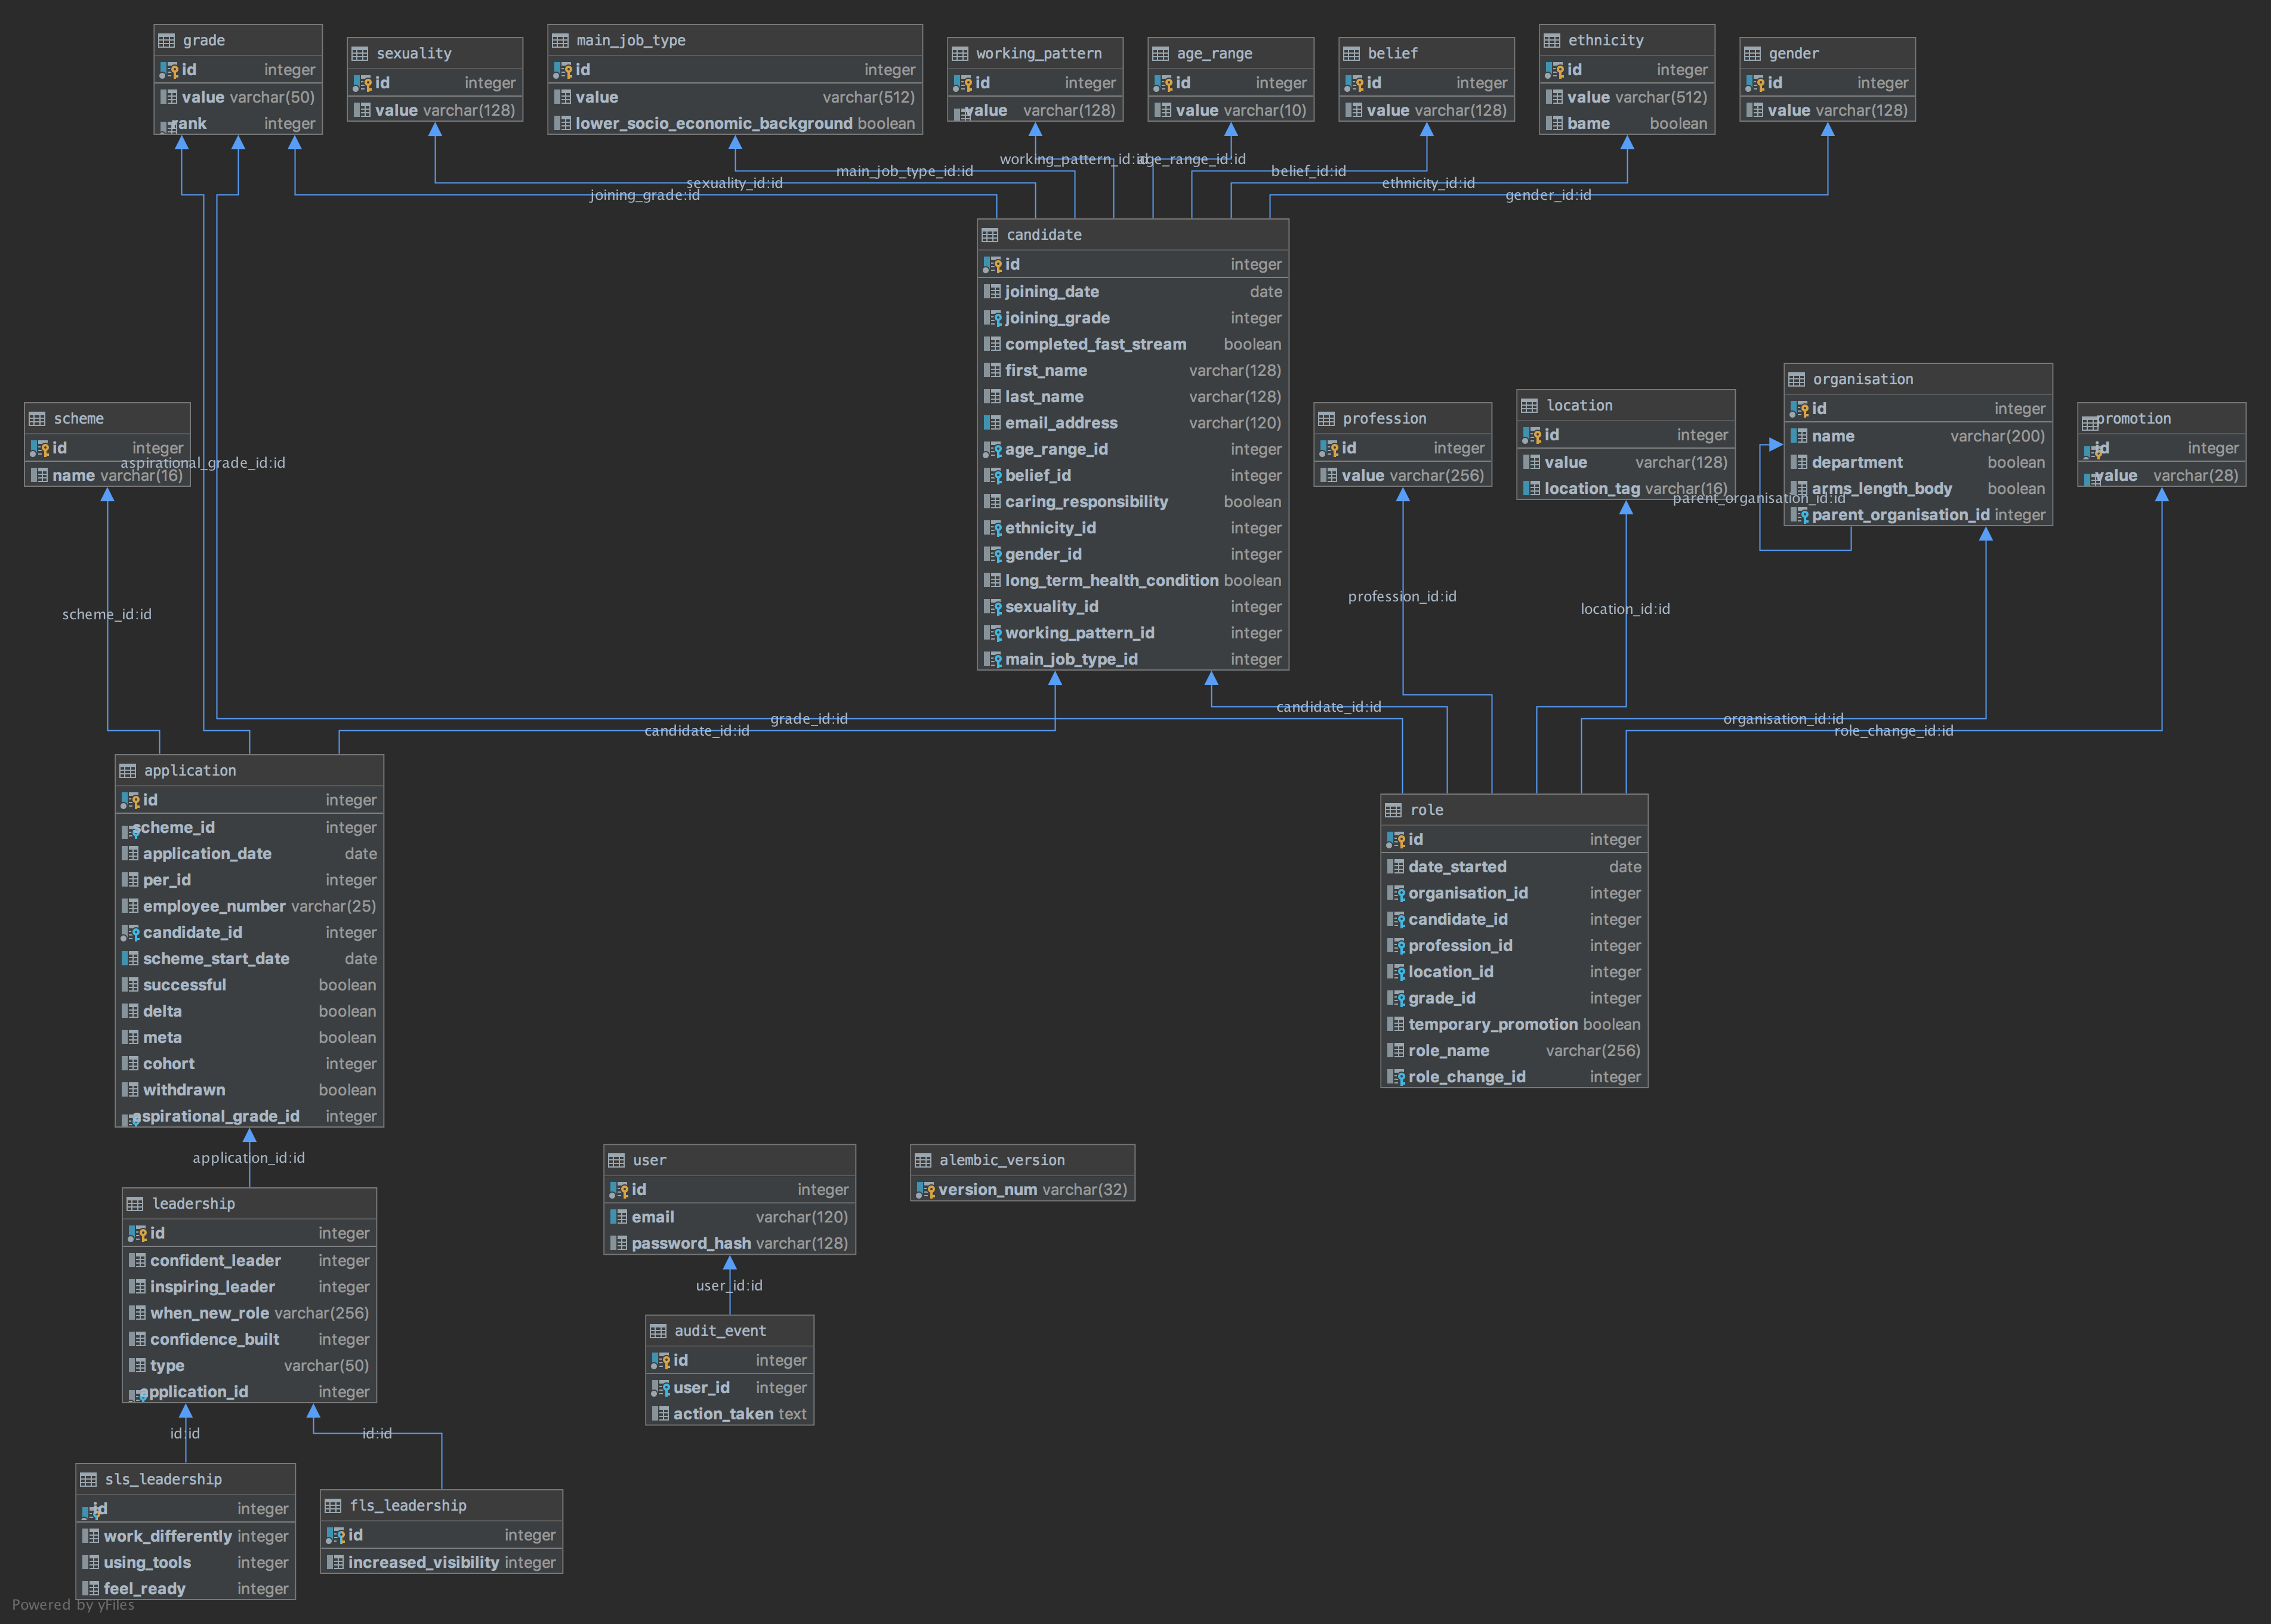 grade
id integer
value varchar(50)
rank integer
sexuality
id integer
value varchar(128)
main_job_type
id integer
value varchar(512)
lower_socio_economic_background boolean
working_pattern
id integer
value varchar(128)
age_range
id integer
value varchar(10)
belief
id integer
value varchar(128)
ethnicity
id integer
value varchar(512)
bame boolean
gender
id integer
value varchar(128)
working_pattern_id:id
age_range_id:id
main_job_type_id:id
belief_id:id
sexuality_id:id
ethnicity_id:id
joining_grade:id
gender_id:id
candidate
id integer
joining_date date
joining_grade integer
completed_fast_stream boolean
first_name varchar(128)
last_name varchar(128)
email_address varchar(120)
age_range_id integer
belief_id integer
caring_responsibility boolean
ethnicity_id integer
gender_id integer
long_term_health_condition boolean
sexuality_id integer
working_pattern_id integer
main_job_type_id integer
scheme
id integer
name varchar(16)
aspirational_grade_id:id
profession
id integer
value varchar(256)
location
id integer
value varchar(128)
location_tag varchar(16)
organisation
id integer
name varchar(200)
department boolean
arms_length_body boolean
parent_organisation_id integer
parent_organisation_id:id
promotion
id integer
value varchar(28)
scheme_id:id
profession_id:id
location_id:id
candidate_id:id
grade_id:id
organisation_id:id
candidate_id:id
role_change_id:id
application
id integer
scheme_id integer
application_date date
per_id integer
employee_number varchar(25)
candidate_id integer
scheme_start_date date
successful boolean
delta boolean
meta boolean
cohort integer
withdrawn boolean
aspirational_grade_id integer
role
id integer
date_started date
organisation_id integer
candidate_id integer
profession_id integer
location_id integer
grade_id integer
temporary_promotion boolean
role_name varchar(256)
role_change_id integer
application_id:id
leadership
id integer
confident_leader integer
inspiring_leader integer
when_new_role varchar(256)
confidence_built integer
type varchar(50)
application_id integer
user
id integer
email varchar(120)
password_hash varchar(128)
alembic_version
version_num varchar(32)
user_id:id
audit_event
id integer
user_id integer
action_taken text
id:id
id:id
sls_leadership
id integer
work_differently integer
using_tools integer
feel_ready integer
fls_leadership
id integer
increased_visibility integer
Powered by yFiles